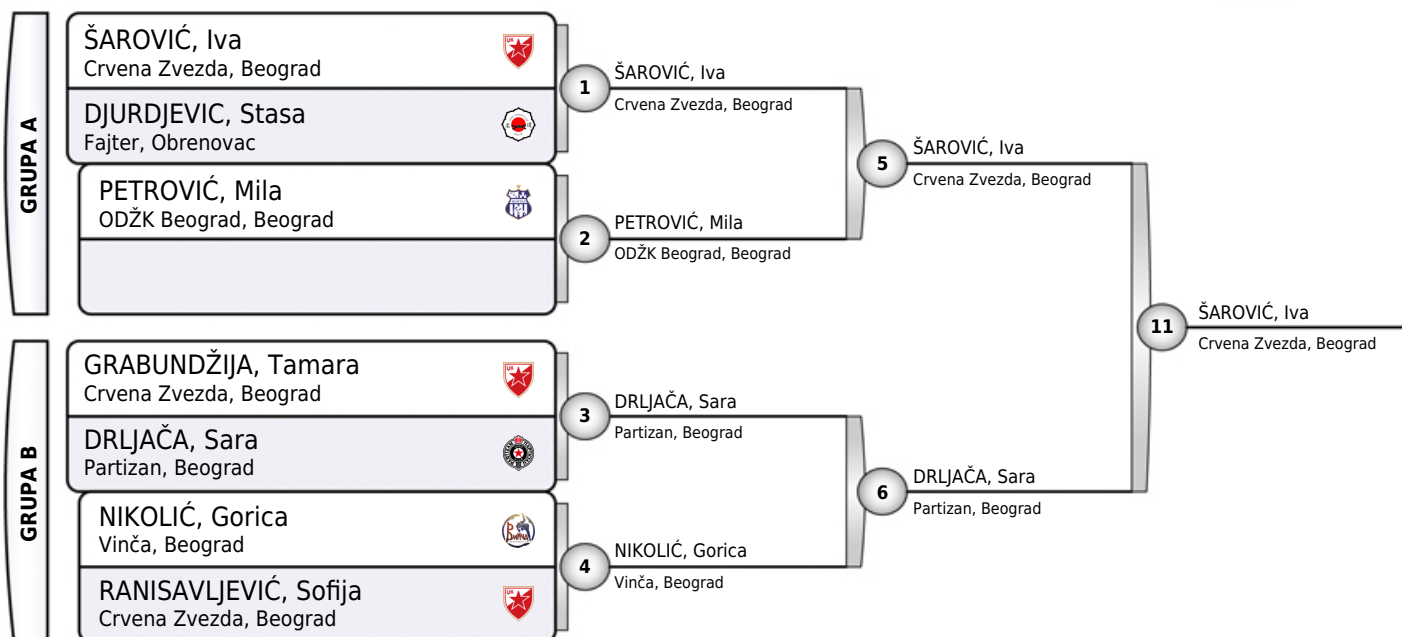 GRUPA A
ŠAROVIĆ, Iva
Crvena Zvezda, Beograd
DJURDJEVIC, Stasa
Fajter, Obrenovac
PETROVIĆ, Mila
ODŽK Beograd, Beograd
GRUPA B
GRABUNDŽIJA, Tamara
Crvena Zvezda, Beograd
DRLJAČA, Sara
Partizan, Beograd
NIKOLIĆ, Gorica
Vinča, Beograd
RANISAVLJEVIĆ, Sofija
Crvena Zvezda, Beograd
1
ŠAROVIĆ, Iva
Crvena Zvezda, Beograd
2
PETROVIĆ, Mila
ODŽK Beograd, Beograd
3
DRLJAČA, Sara
Partizan, Beograd
4
NIKOLIĆ, Gorica
Vinča, Beograd
5
ŠAROVIĆ, Iva
Crvena Zvezda, Beograd
6
DRLJAČA, Sara
Partizan, Beograd
11
ŠAROVIĆ, Iva
Crvena Zvezda, Beograd